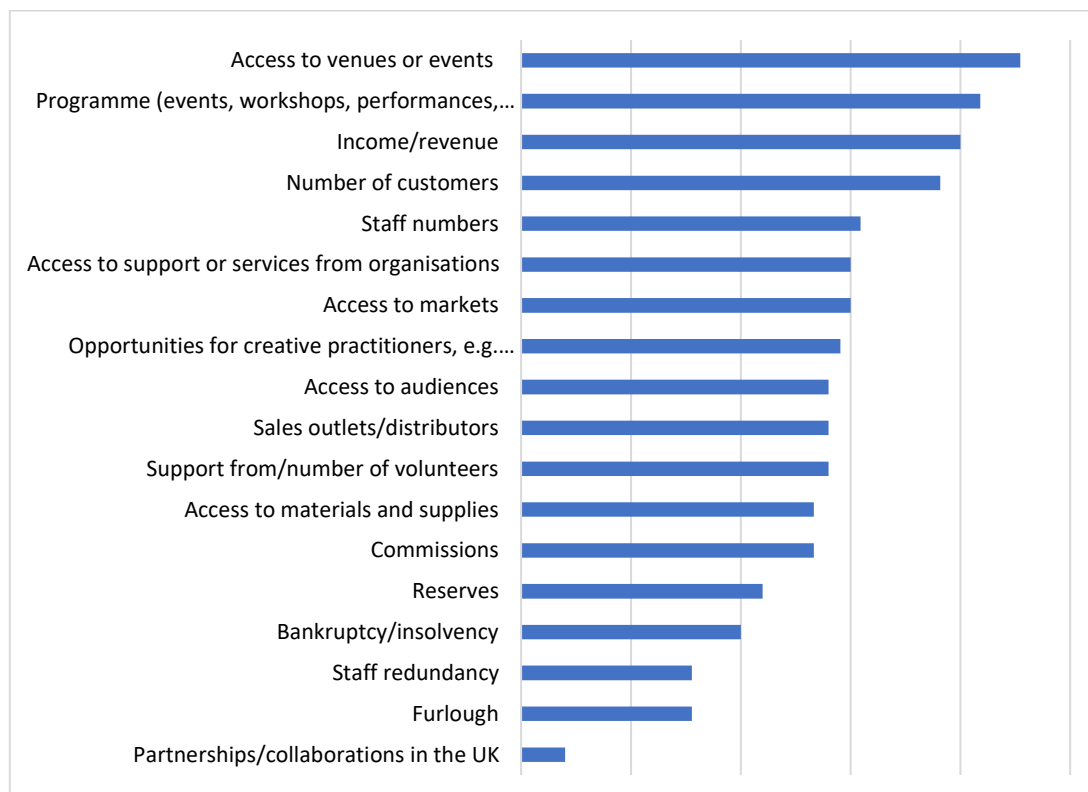 Access to venues or events
Programme (events, workshops, performances,...
Income/revenue
Number of customers
Staff numbers
Access to support or services from organisations
Access to markets
Opportunities for creative practitioners, e.g....
Access to audiences
Sales outlets/distributors
Support from/number of volunteers
Access to materials and supplies
Commissions
Reserves
Bankruptcy/insolvency
Staff redundancy
Furlough
Partnerships/collaborations in the UK